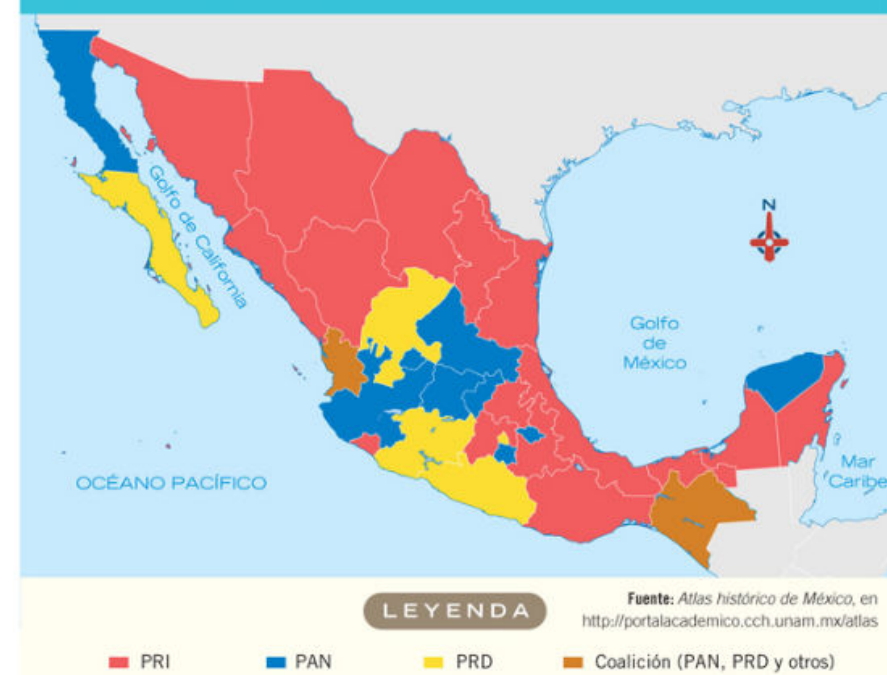 N
Golfo de California
Golfo
de
México
Mar
Caribe
OCÉANO PACÍFICO
LEYENDA
Fuente: Atlas histórico de México, en
http://portalacademico.cch.unam.mx/atlas
PRI
PAN
PRD
Coalición (PAN, PRD y otros)